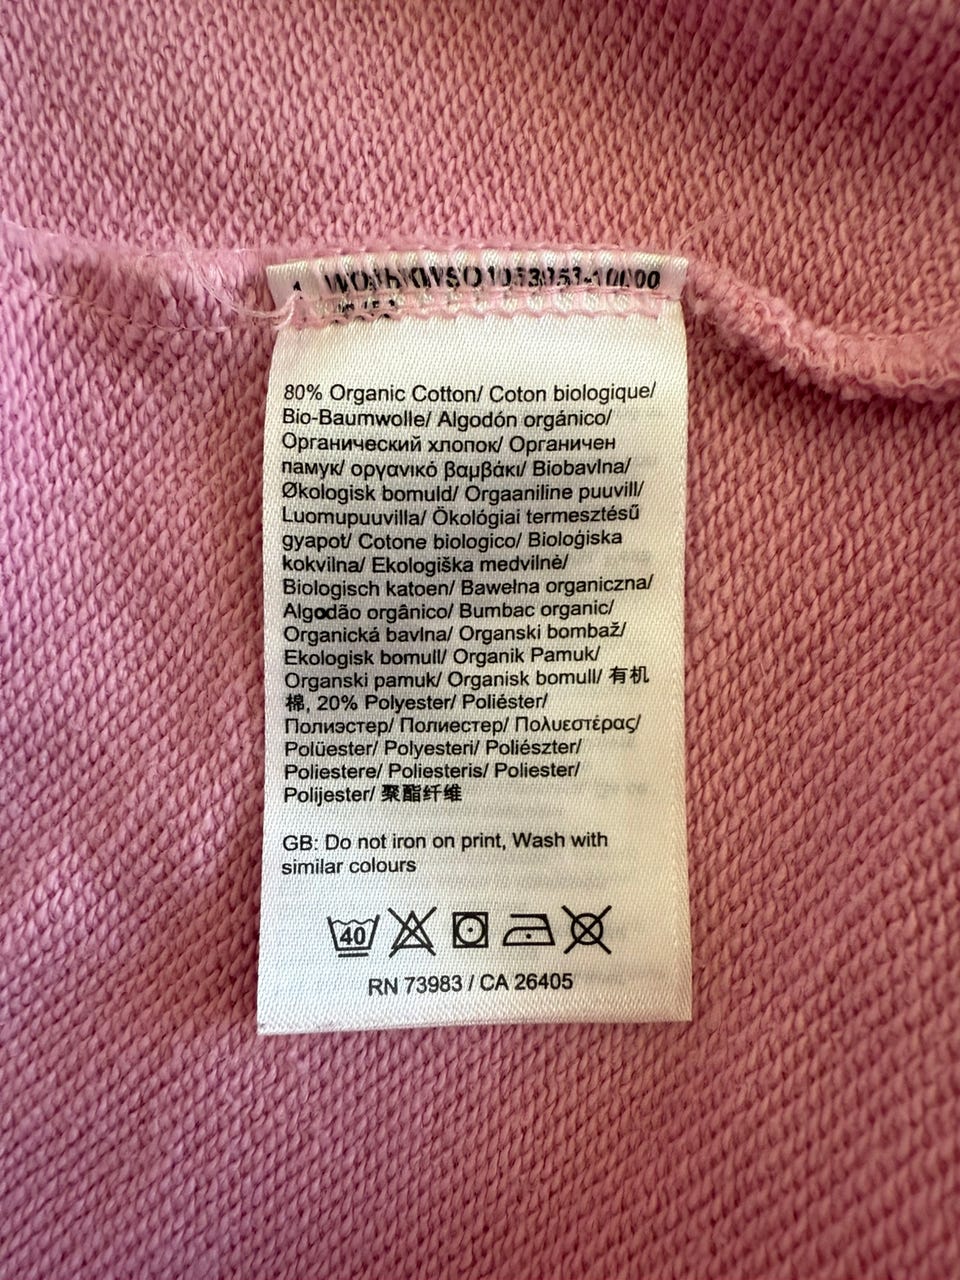 80% Organic Cotton/ Coton biologique/
Bio-Baumwolle/ Algodón orgánico/
Органический хлопок/ Органичен
памук/ οργανικό βαμβάκι/ Biobavlna/
Økologisk bomuld/ Orgaaniline puuvill/
Luomupuuvilla/ Ökológiai termesztésű
gyapot/ Cotone biologico/ Bioloģiska
kokvilna/ Ekologiška medvilnė/
Biologisch katoen/ Bawełna organiczna/
Algodão orgânico/ Bumbac organic/
Organická bavlna/ Organski bombaž/
Ekologisk bomull/ Organik Pamuk/
Organski pamuk/ Organisk bomull/ 有机
棉, 20% Polyester/ Poliéster/
Полиэстер/ Полиестер/ Πολυεστέρας/
Polüester/ Polyesteri/ Poliészter/
Poliestere/ Poliesteris/ Poliester/
Polijester/ 聚酯纤维
GB: Do not iron on print, Wash with
similar colours
40
RN 73983 / CA 26405